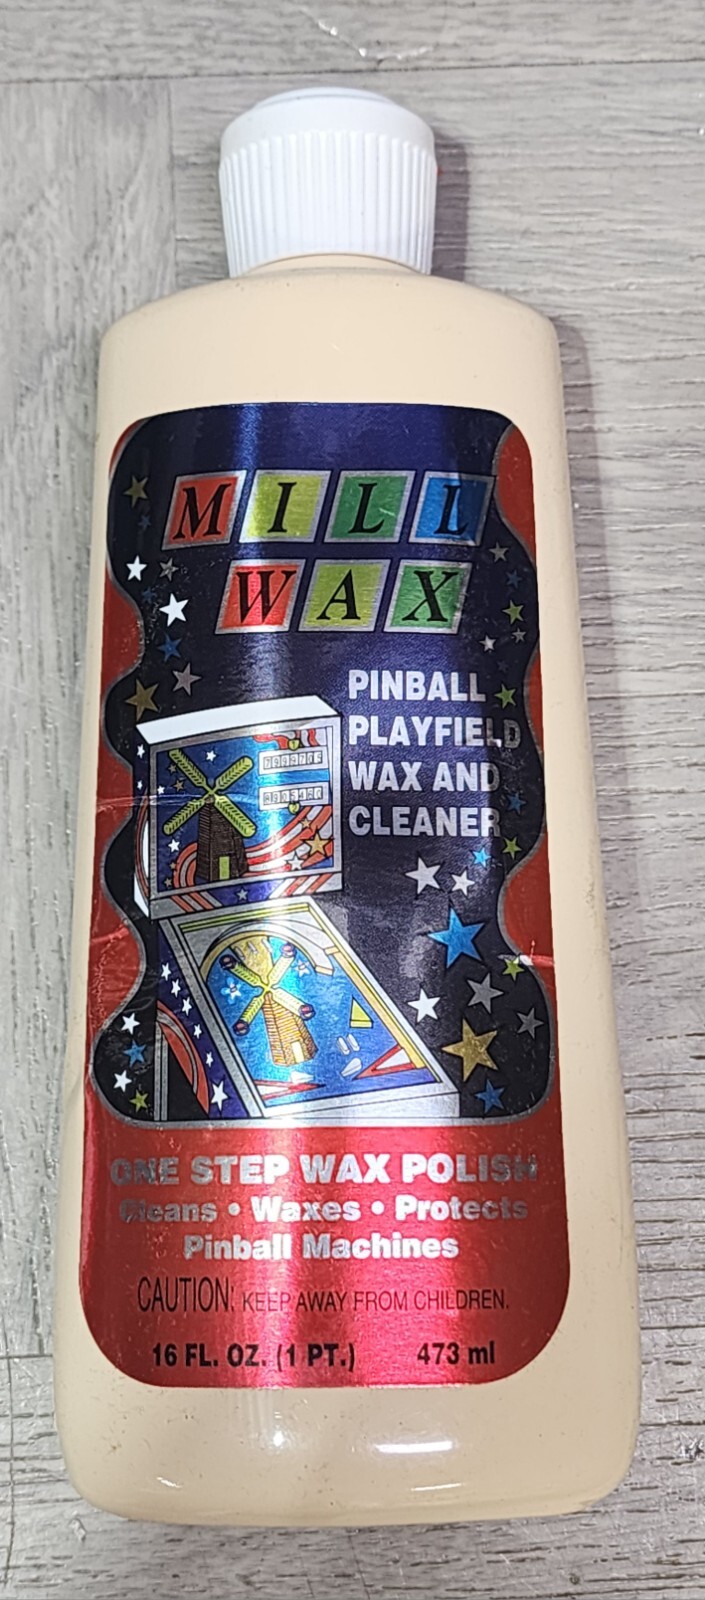 MILL
WAX
PINBALL
PLAYFIELD
WAX AND
CLEANER
ONE STEP WAX POLISH
Cleans • Waxes • Protects
Pinball Machines
CAUTION: KEEP AWAY FROM CHILDREN.
16 FL. OZ. (1 PT.) 473 ml